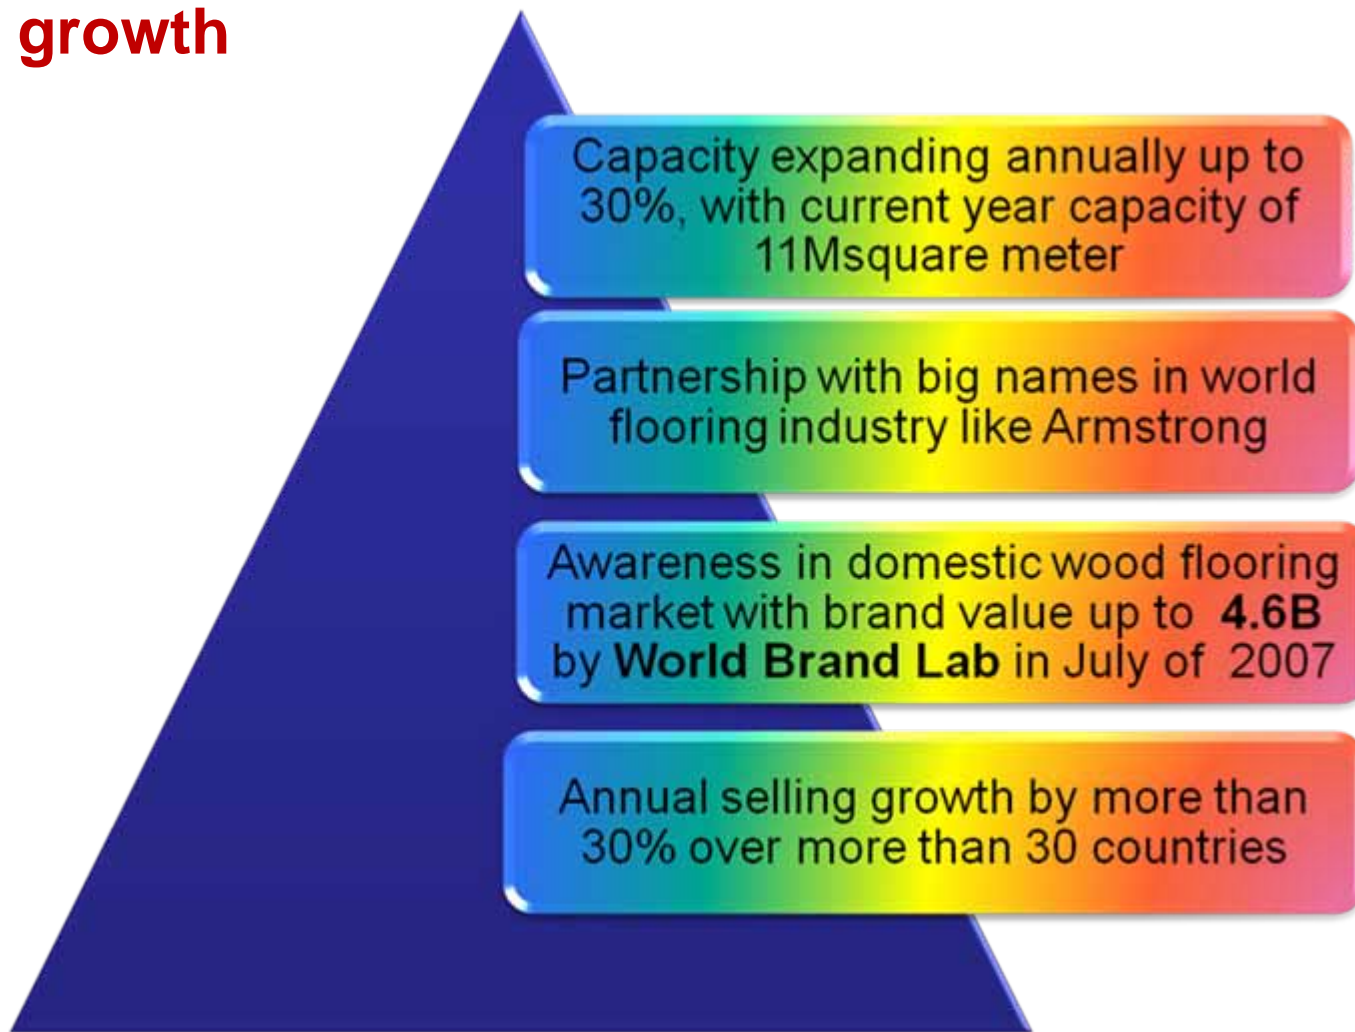 growth
Capacity expanding annually up to
30%, with current year capacity of
11Msquare meter
Partnership with big names in world
flooring industry like Armstrong
Awareness in domestic wood flooring
market with brand value up to 4.6B
by World Brand Lab in July of 2007
Annual selling growth by more than
30% over more than 30 countries